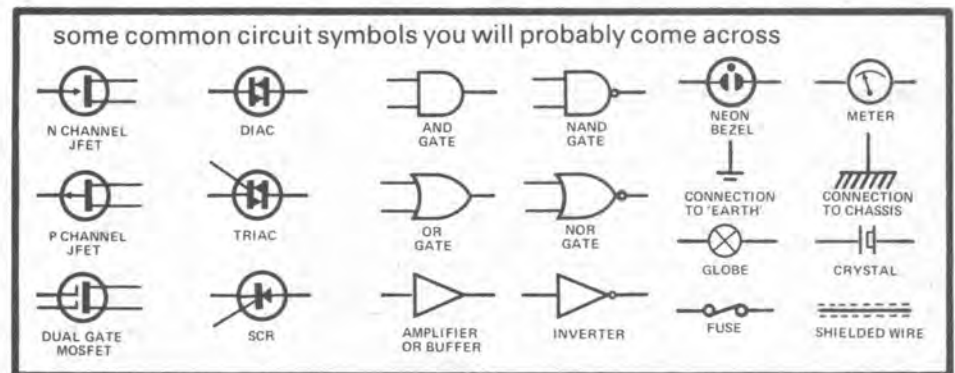 some common circuit symbols you will probably come across
N CHANNEL
JFET
DIAC
AND
GATE
NAND
GATE
NEON
BEZEL
METER
P CHANNEL
JFET
TRIAC
OR
GATE
NOR
GATE
CONNECTION
TO 'EARTH'
CONNECTION
TO CHASSIS
GLOBE
CRYSTAL
DUAL GATE
MOSFET
SCR
AMPLIFIER
OR BUFFER
INVERTER
FUSE
SHIELDED WIRE